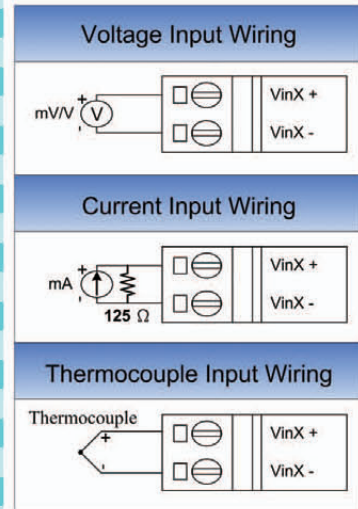 Voltage Input Wiring
mV/V
+
V
-
VinX +
VinX -
Current Input Wiring
mA
+
-
125 Ω
VinX +
VinX -
Thermocouple Input Wiring
Thermocouple
+
-
VinX +
VinX -